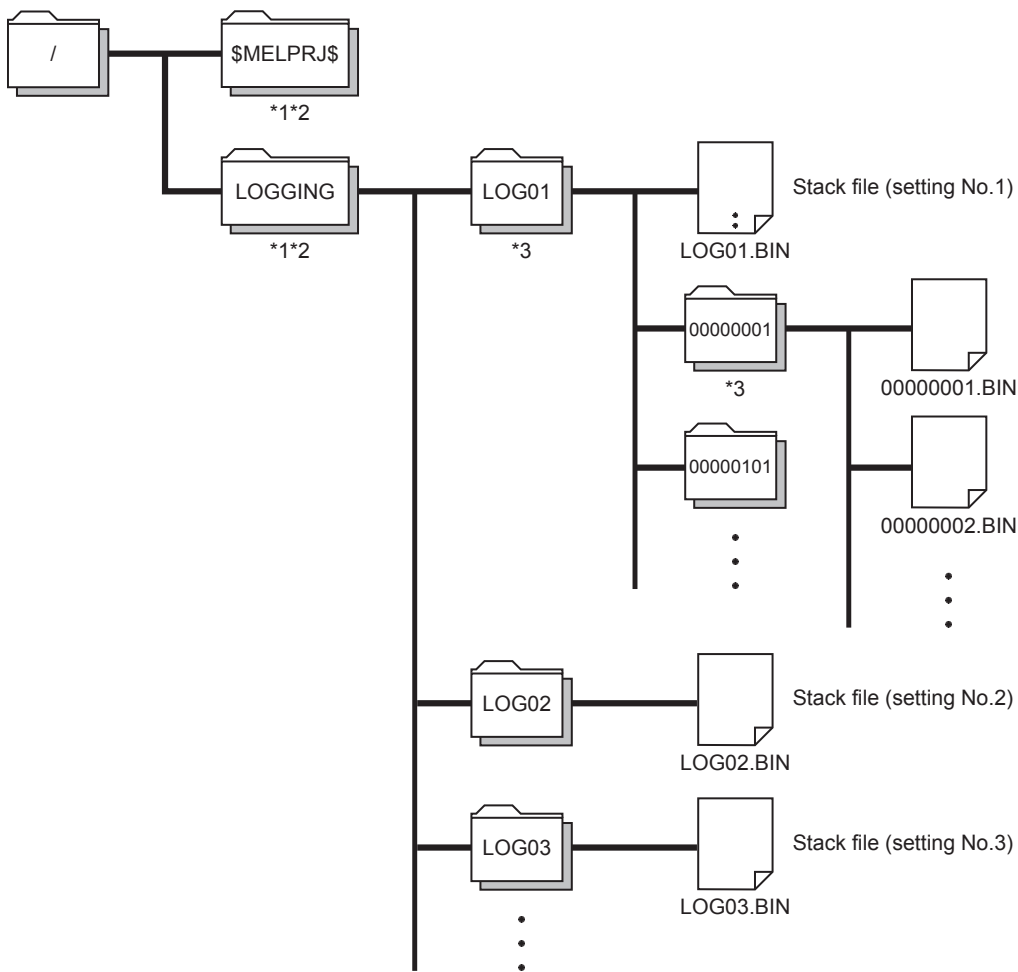 /
$MELPRJ$
*1*2
LOGGING
*1*2
LOG01
*3
LOG01.BIN
Stack file (setting No.1)
00000001
*3
00000001.BIN
00000101
00000002.BIN
LOG02
LOG02.BIN
Stack file (setting No.2)
LOG03
LOG03.BIN
Stack file (setting No.3)